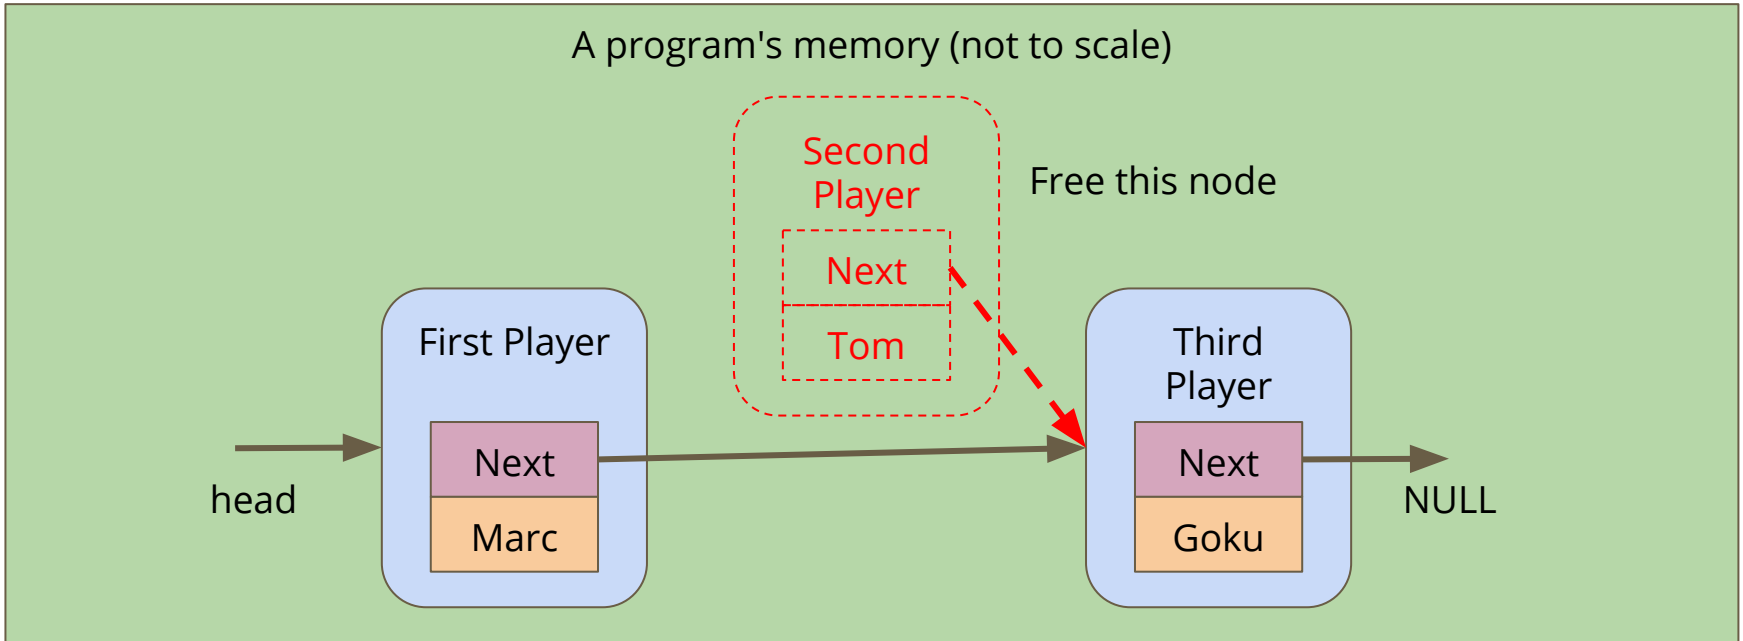 A program's memory (not to scale)
Second
Player
Free this node
Next
Tom
First Player
Third
Player
Next
Next
head
NULL
Marc
Goku